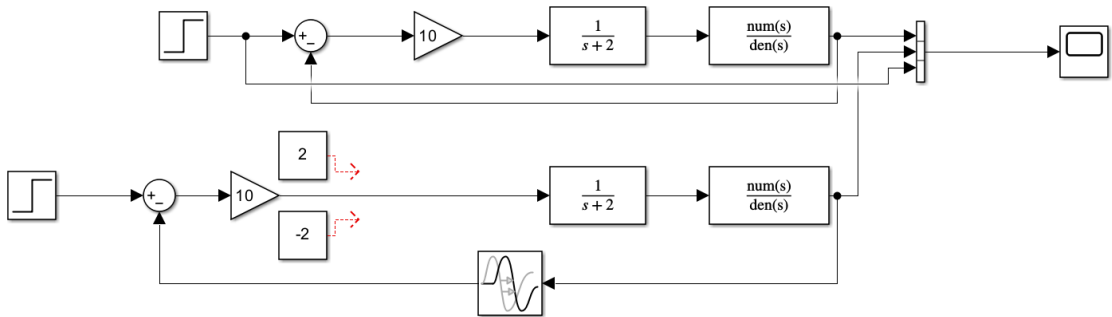 +
−
10
1
s + 2
num(s)
den(s)
2
+
−
10
1
s + 2
num(s)
den(s)
-2